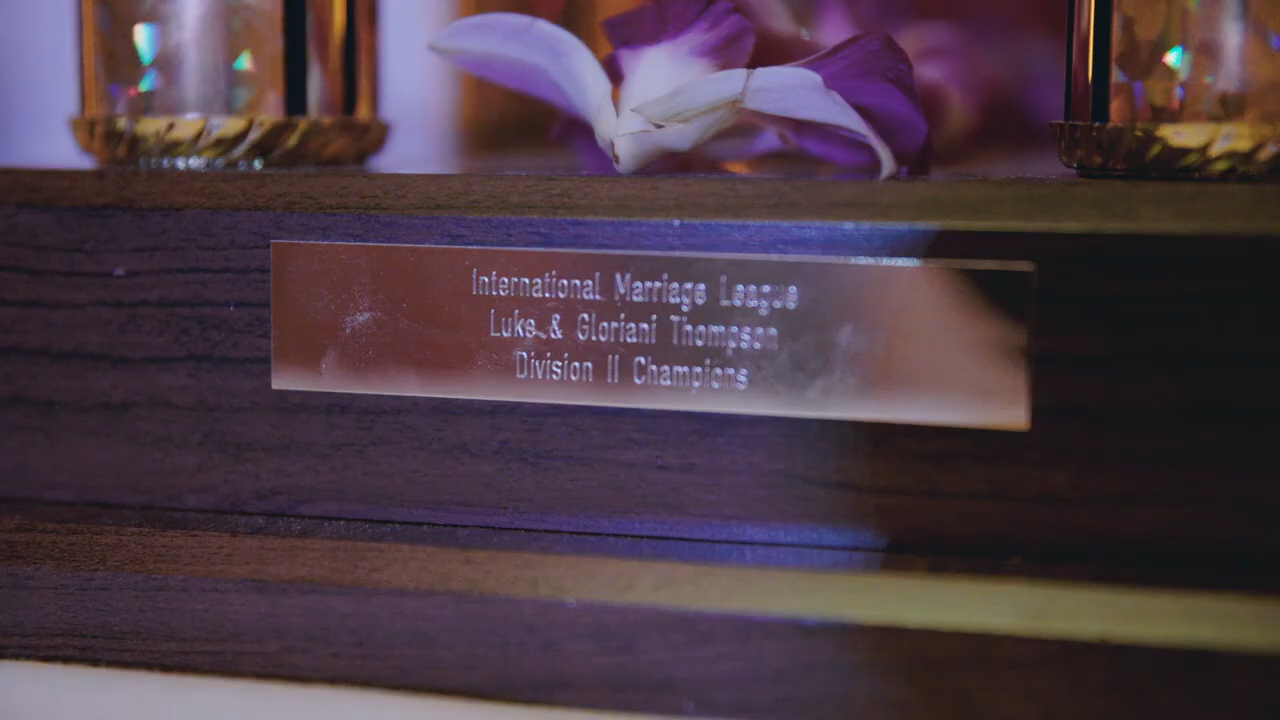 International Marriage League
Luke & Gloriani Thompson
Division II Champions